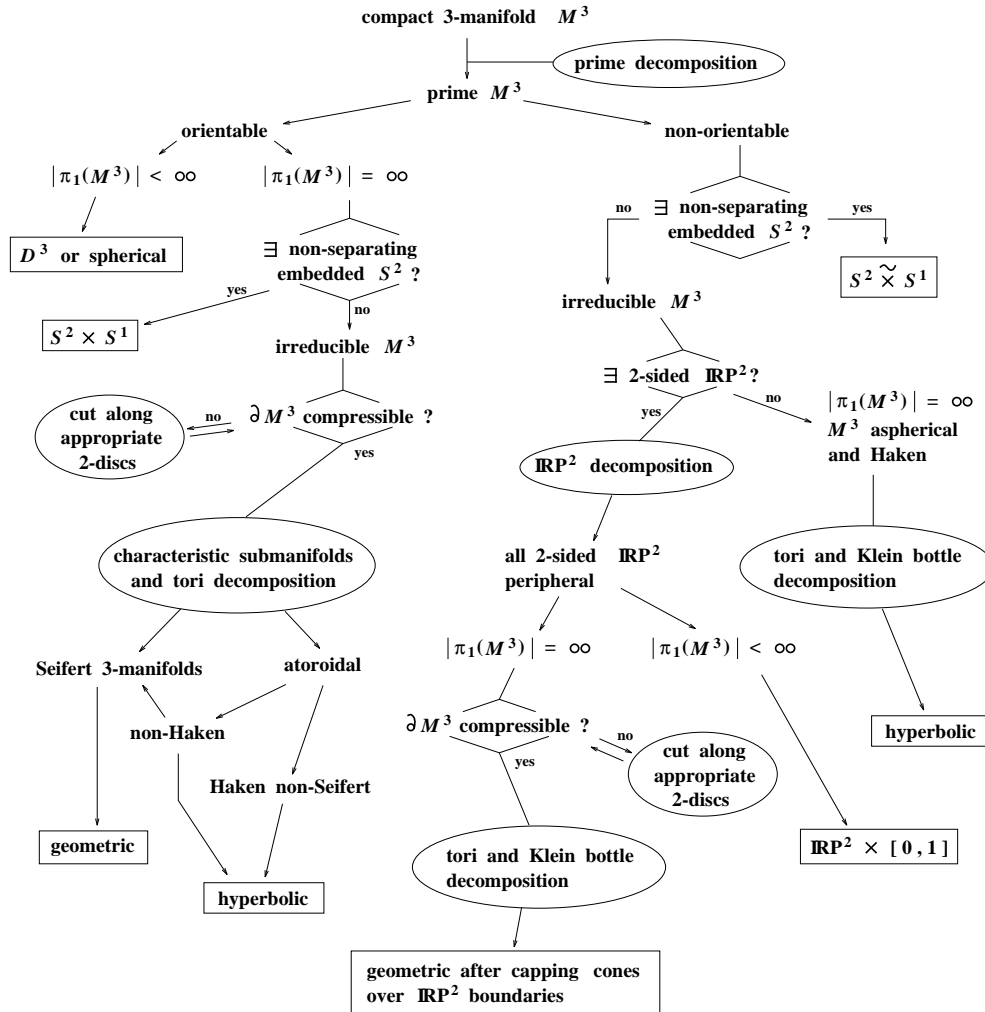 compact 3-manifold M³
prime decomposition
prime M³
orientable
non-orientable
|π₁(M³)| < ∞
|π₁(M³)| = ∞
D³ or spherical
∃ non-separating
embedded S² ?
yes
no
S² × S¹
irreducible M³
∂M³ compressible ?
no
yes
cut along
appropriate
2-discs
characteristic submanifolds
and tori decomposition
Seifert 3-manifolds
atoroidal
non-Haken
Haken non-Seifert
geometric
hyperbolic
no
∃ non-separating
embedded S² ?
yes
S² ×̃ S¹
irreducible M³
∃ 2-sided IRP²?
yes
no
IRP² decomposition
|π₁(M³)| = ∞
M³ aspherical
and Haken
all 2-sided IRP²
peripheral
tori and Klein bottle
decomposition
|π₁(M³)| = ∞
|π₁(M³)| < ∞
∂M³ compressible ?
no
yes
cut along
appropriate
2-discs
hyperbolic
IRP² × [0,1]
tori and Klein bottle
decomposition
geometric after capping cones
over IRP² boundaries